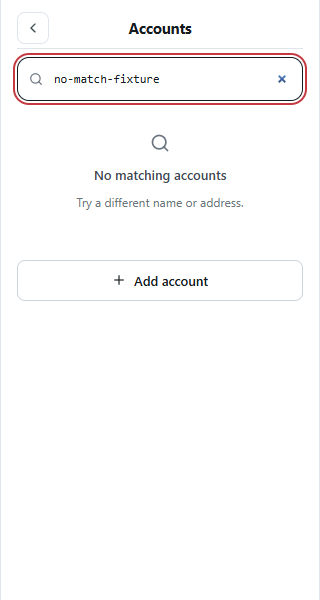 Accounts
no-match-fixture
No matching accounts
Try a different name or address.
Add account